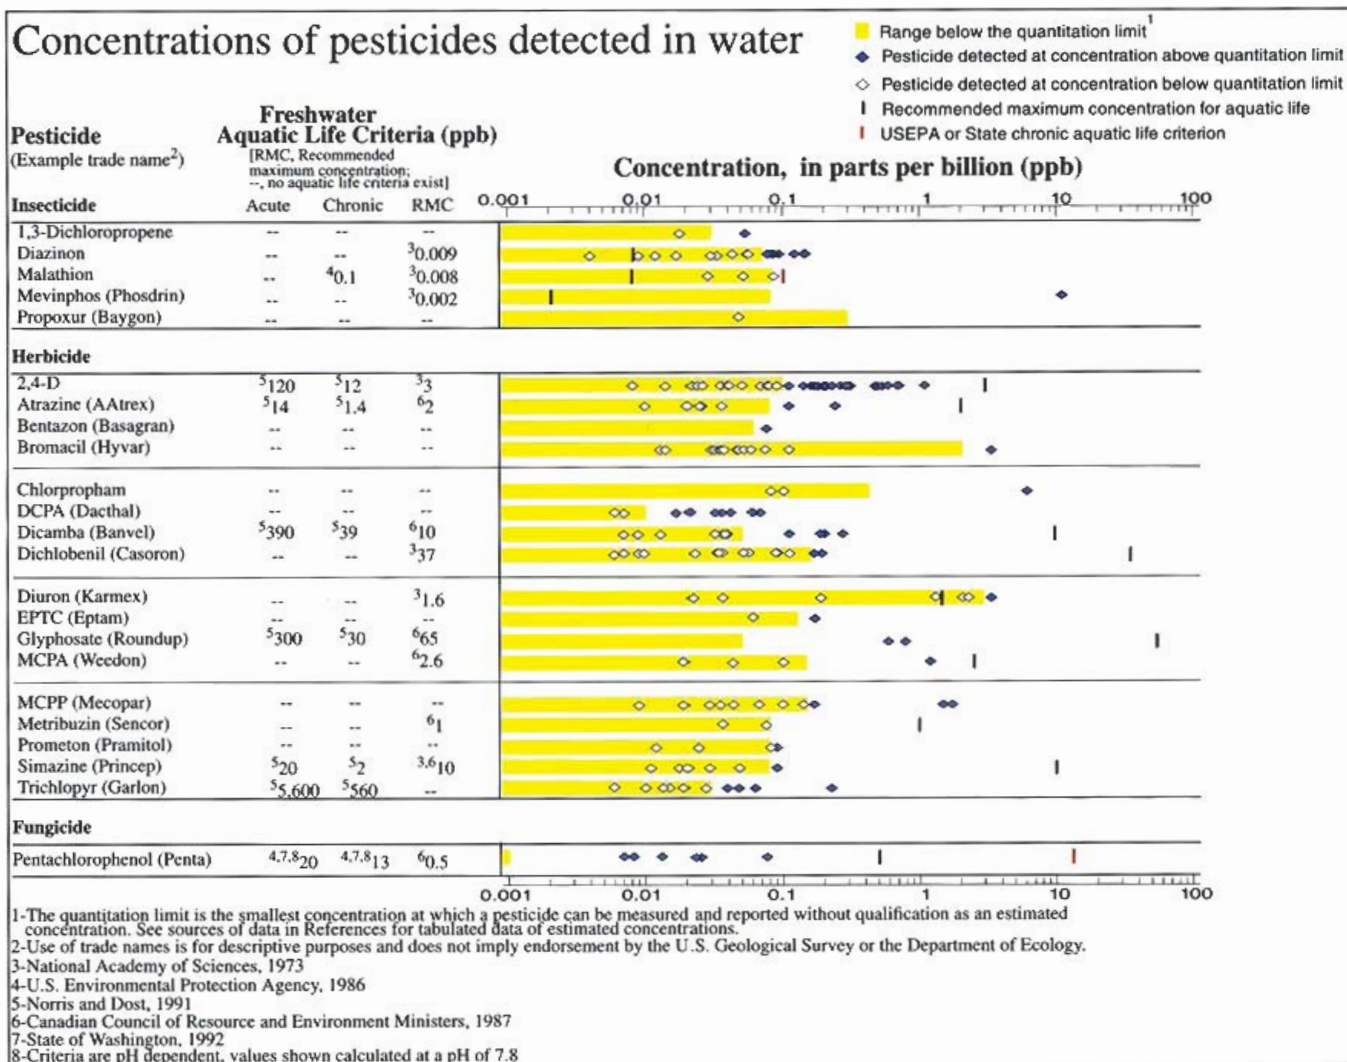 Concentrations of pesticides detected in water
Range below the quantitation limit1
Pesticide detected at concentration above quantitation limit
Pesticide detected at concentration below quantitation limit
Recommended maximum concentration for aquatic life
USEPA or State chronic aquatic life criterion
Pesticide
(Example trade name2)
Freshwater
Aquatic Life Criteria (ppb)
[RMC, Recommended
maximum concentration;
--, no aquatic life criteria exist]
Concentration, in parts per billion (ppb)
Insecticide Acute Chronic RMC
0.001 0.01 0.1 1 10 100
1,3-Dichloropropene -- -- --
Diazinon -- -- 30.009
Malathion -- 40.1 30.008
Mevinphos (Phosdrin) -- -- 30.002
Propoxur (Baygon) -- -- --
Herbicide
2,4-D 5120 512 33
Atrazine (AAtrex) 514 51.4 62
Bentazon (Basagran) -- -- --
Bromacil (Hyvar) -- -- --
Chlorpropham -- -- --
DCPA (Dacthal) -- -- --
Dicamba (Banvel) 5390 539 610
Dichlobenil (Casoron) -- -- 337
Diuron (Karmex) -- -- 31.6
EPTC (Eptam) -- -- --
Glyphosate (Roundup) 5300 530 665
MCPA (Weedon) -- -- 62.6
MCPP (Mecopar) -- -- --
Metribuzin (Sencor) -- -- 61
Prometon (Pramitol) -- -- --
Simazine (Princep) 520 52 3,610
Trichlopyr (Garlon) 55,600 5560 --
Fungicide
Pentachlorophenol (Penta) 4,7,820 4,7,813 60.5
0.001 0.01 0.1 1 10 100
1-The quantitation limit is the smallest concentration at which a pesticide can be measured and reported without qualification as an estimated
concentration. See sources of data in References for tabulated data of estimated concentrations.
2-Use of trade names is for descriptive purposes and does not imply endorsement by the U.S. Geological Survey or the Department of Ecology.
3-National Academy of Sciences, 1973
4-U.S. Environmental Protection Agency, 1986
5-Norris and Dost, 1991
6-Canadian Council of Resource and Environment Ministers, 1987
7-State of Washington, 1992
8-Criteria are pH dependent, values shown calculated at a pH of 7.8